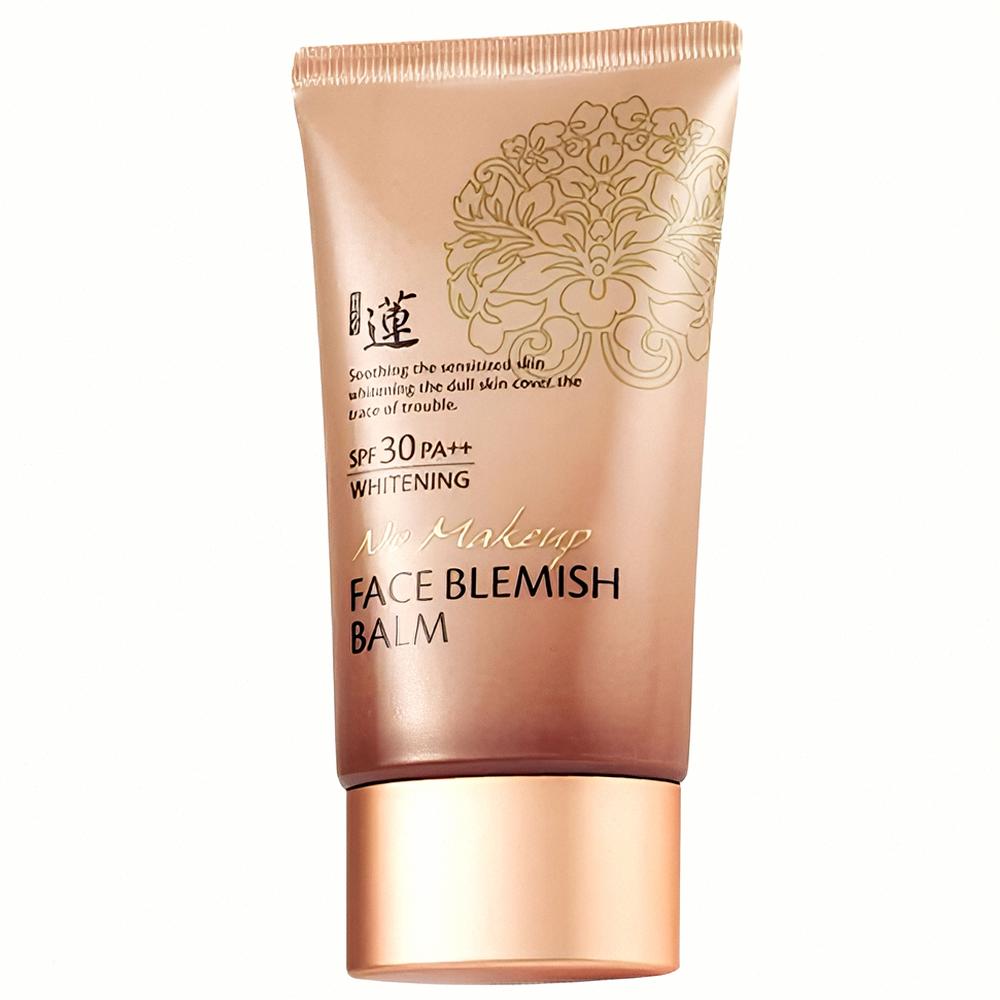 蓮
Soothing the sensitized skin
whitening the dull skin cover the
trace of trouble.
SPF 30 PA++
WHITENING
No Makeup
FACE BLEMISH
BALM